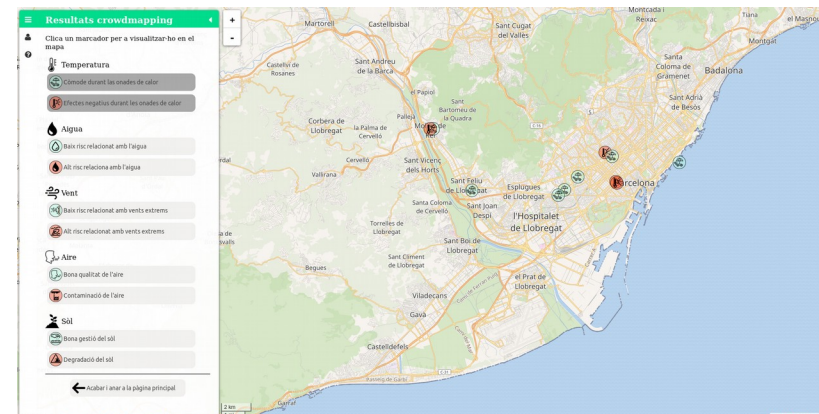 Resultats crowdmapping
Clica un marcador per a visualitzar-ho en el
mapa
Temperatura
Còmode durant las onades de calor
Efectes negatius durant les onades de calor
Aigua
Baix risc relacionat amb l'aigua
Alt risc relaciona amb l'aigua
Vent
Baix risc relacionat amb vents extrems
Alt risc relacionat amb vents extrems
Aire
Bona qualitat de l'aire
Contaminació de l'aire
Sòl
Bona gestió del sòl
Degradació del sòl
Acabar i anar a la pàgina principal
+
-
Martorell
Castellbisbal
Sant Cugat
del Vallès
Montcada i
Reixac
Tiana
el Masnou
Montgat
Castellví de
Rosanes
Sant Andreu
de la Barca
Santa
Coloma de
Gramenet
Badalona
el Papiol
Sant
Bartomeu de
la Quadra
Sant Adrià
de Besòs
Corbera de
Llobregat
la Palma de
Cervelló
Pallejà
Cervelló
Vallirana
Sant Vicenç
dels Horts
Sant Feliu
Esplugues
de Llobregat
Barcelona
Santa Coloma
de Cervelló
Sant Joan
Despí
l'Hospitalet
de Llobregat
Torrelles de
Llobregat
Sant Boi de
Llobregat
Sant Climent
de Llobregat
Begues
el Prat de
Llobregat
Viladecans
Gavà
Castelldefels
C-31
Garraf
2 km